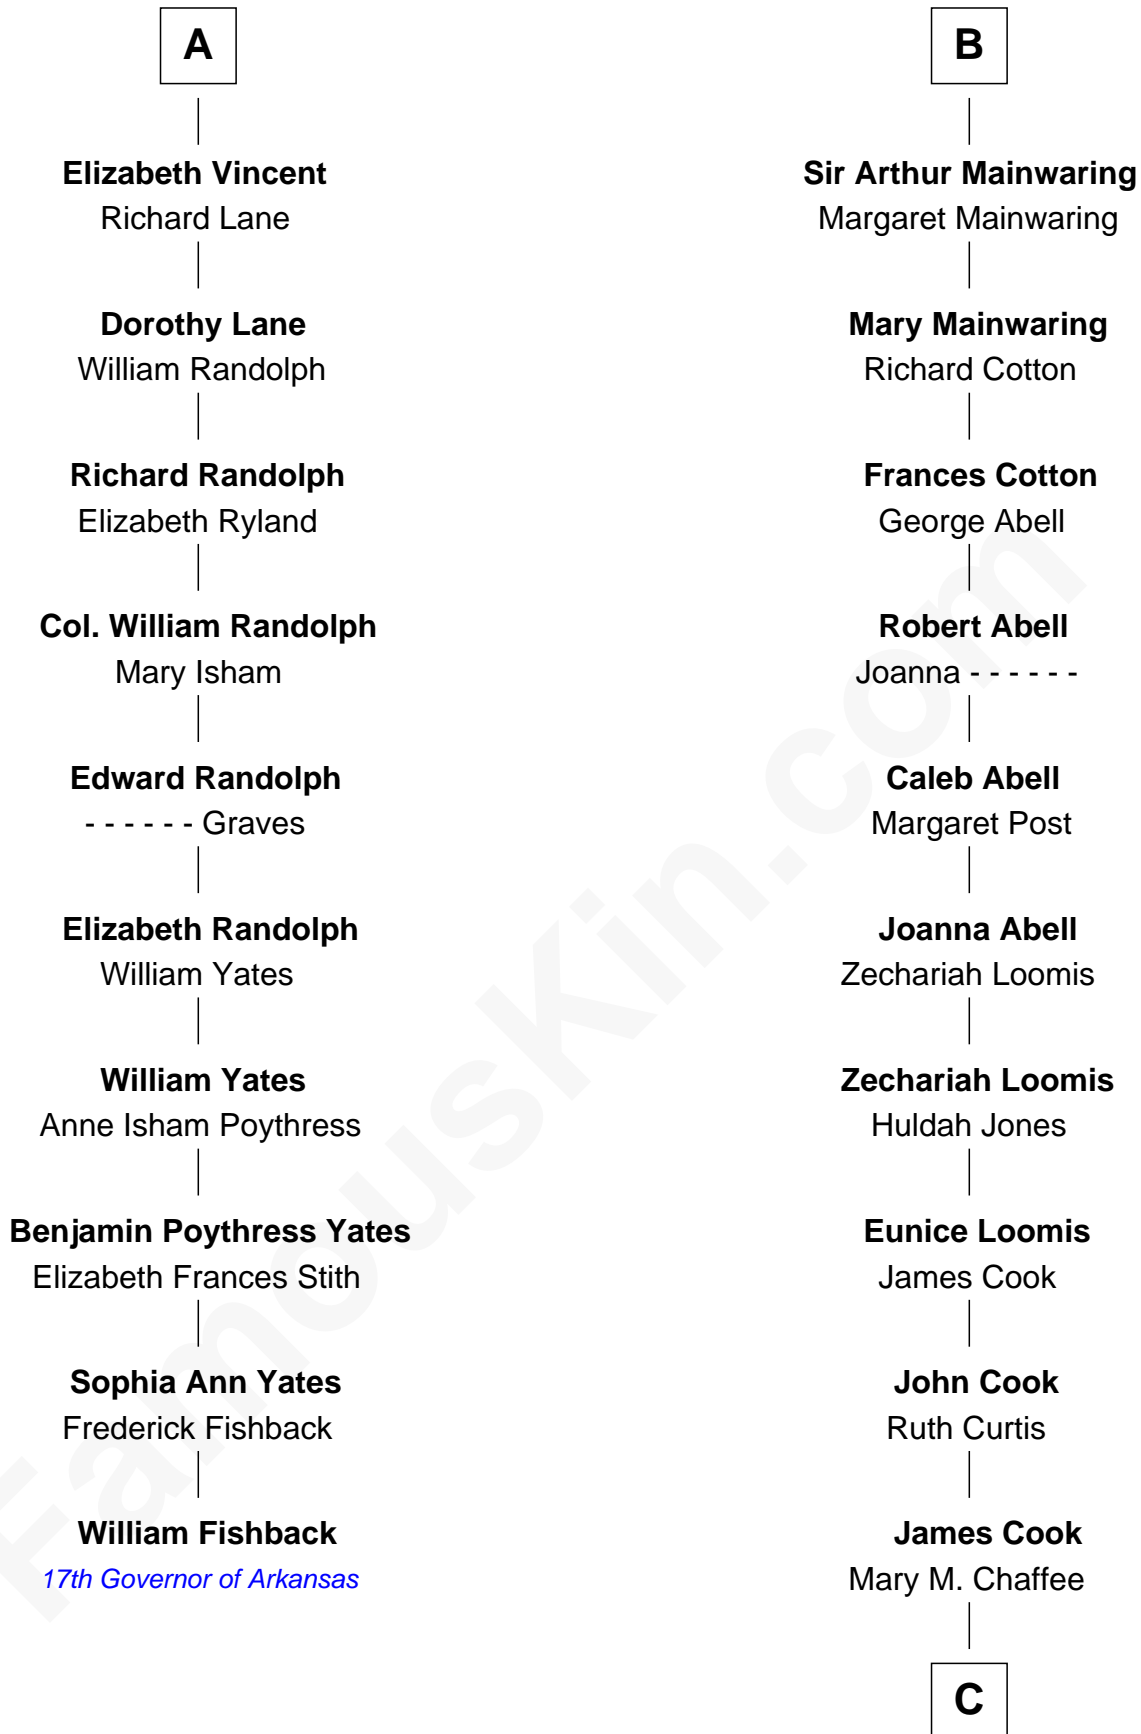 A
Elizabeth Vincent
Richard Lane
Dorothy Lane
William Randolph
Richard Randolph
Elizabeth Ryland
Col. William Randolph
Mary Isham
Edward Randolph
- - - - - - Graves
Elizabeth Randolph
William Yates
William Yates
Anne Isham Poythress
Benjamin Poythress Yates
Elizabeth Frances Stith
Sophia Ann Yates
Frederick Fishback
William Fishback
17th Governor of Arkansas
B
Sir Arthur Mainwaring
Margaret Mainwaring
Mary Mainwaring
Richard Cotton
Frances Cotton
George Abell
Robert Abell
Joanna - - - - - -
Caleb Abell
Margaret Post
Joanna Abell
Zechariah Loomis
Zechariah Loomis
Huldah Jones
Eunice Loomis
James Cook
John Cook
Ruth Curtis
James Cook
Mary M. Chaffee
C
FamousKin.com